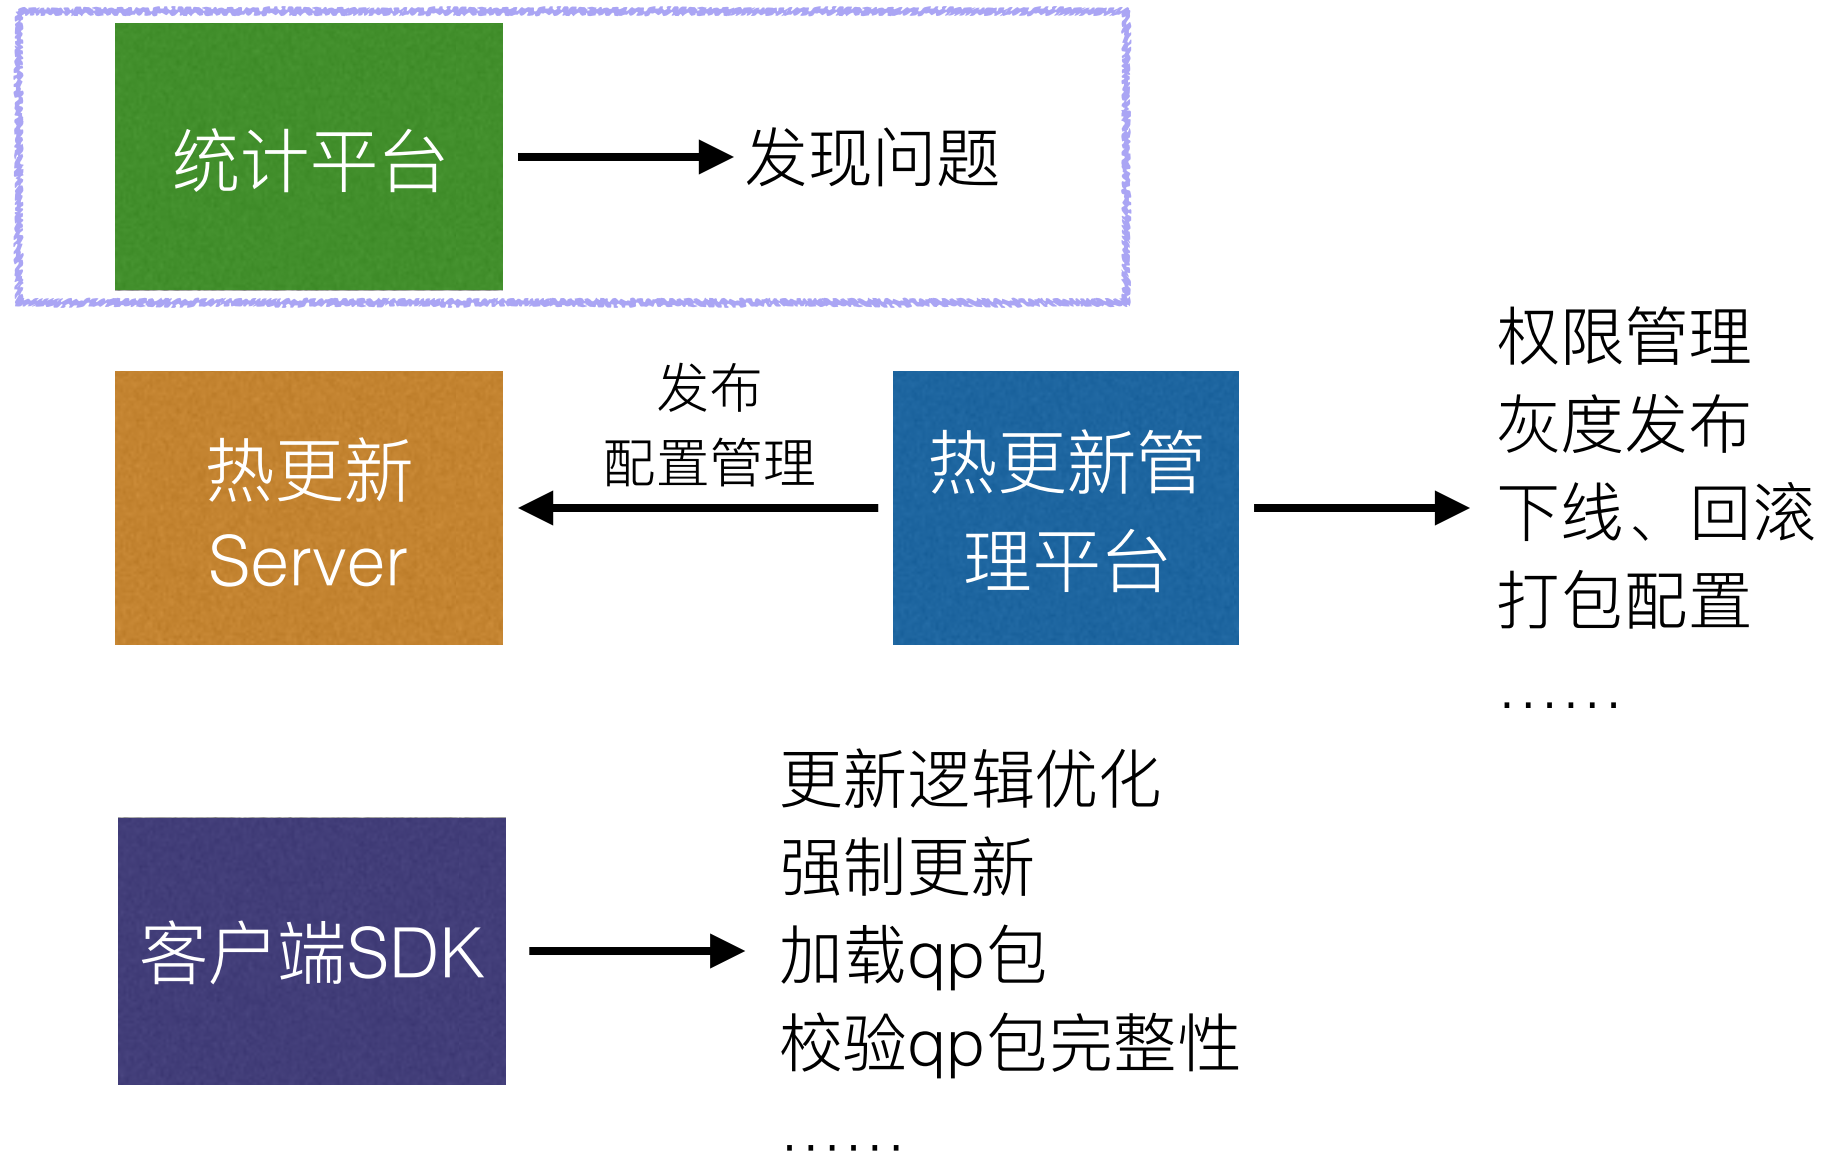 统计平台
发现问题
热更新
Server
发布
配置管理
热更新管
理平台
权限管理
灰度发布
下线、回滚
打包配置
……
客户端SDK
更新逻辑优化
强制更新
加载qp包
校验qp包完整性
……